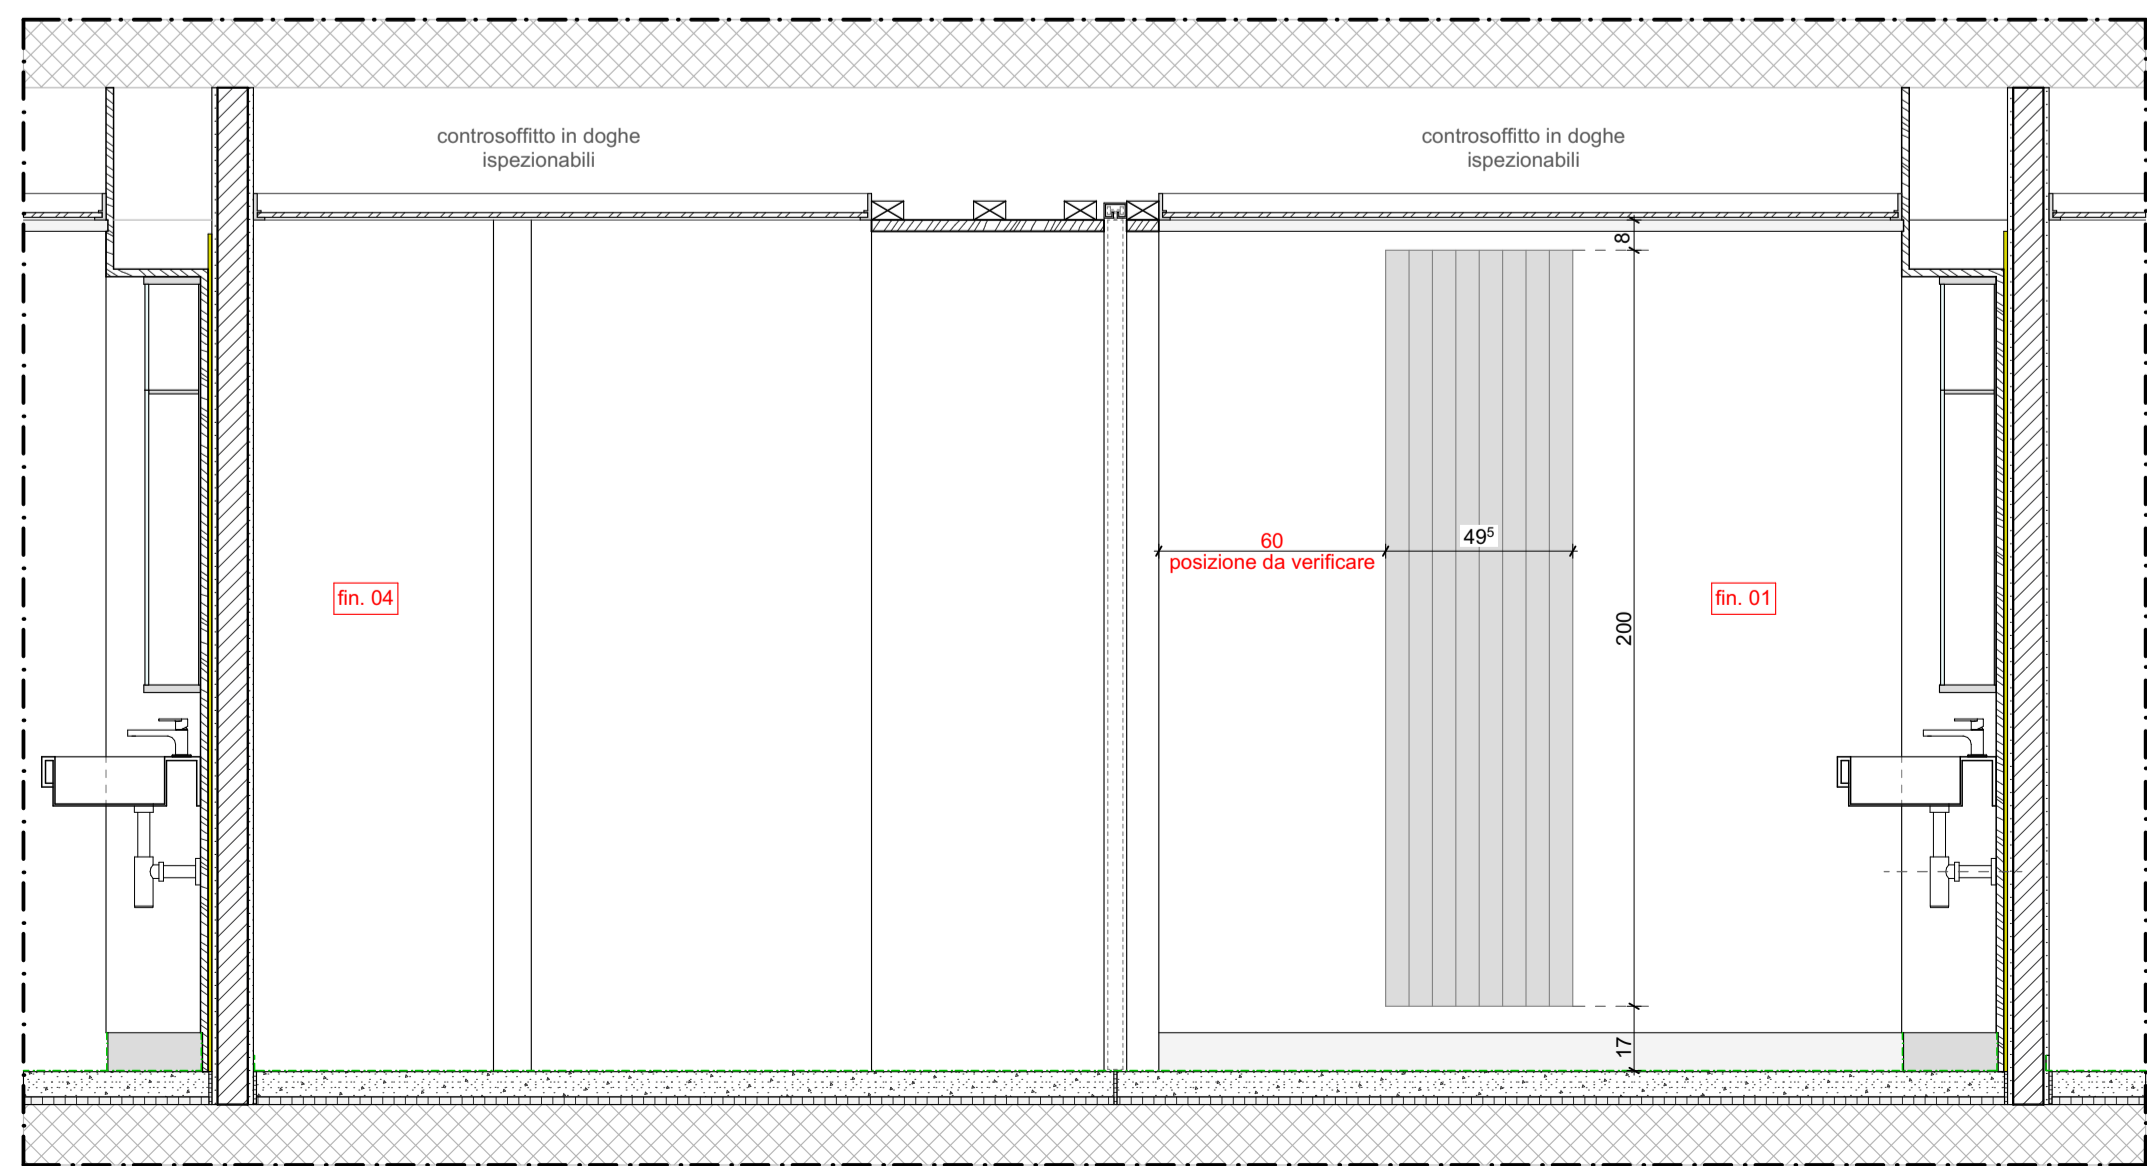 controsoffitto in doghe
ispezionabili
controsoffitto in doghe
ispezionabili
8
60
posizione da verificare
49⁵
fin. 04
fin. 01
200
17